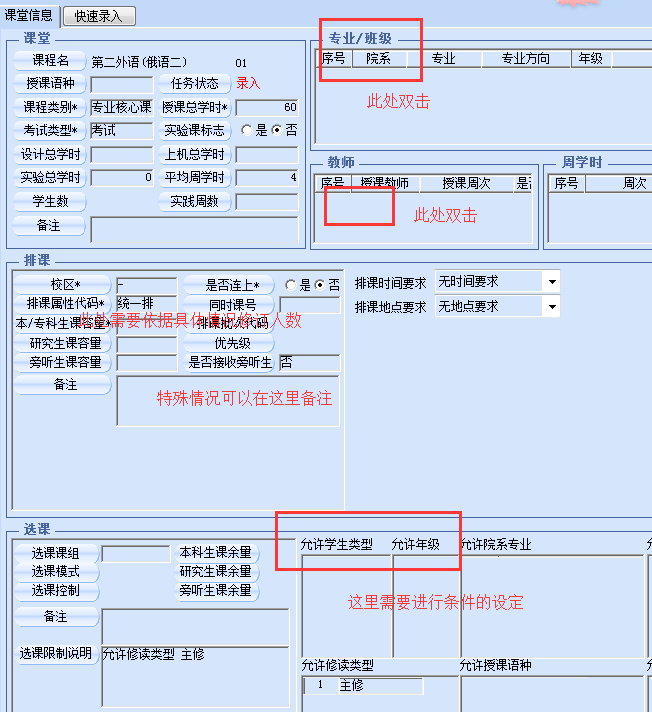 课堂信息 快速录入
课堂
课程名 第二外语(俄语二) 01
授课语种 任务状态 录入
课程类别* 专业核心课 授课总学时* 60
考试类型* 考试 实验课标志 是 否
设计总学时 上机总学时
实验总学时 0 平均周学时 4
学生数 实践周数
备注
专业/班级
序号 院系 专业 专业方向 年级
此处双击
教师
序号 授课教师 授课周次
此处双击
周学时
序号 周次
排课
校区* - 是否连上* 是 否
排课属性代码* 统一排 同时课号
本/专科生课容量* 排课批次代码
此处需要依据具体情况修订人数
研究生课容量 优先级
旁听生课容量 是否接收旁听生 否
备注
特殊情况可以在这里备注
排课时间要求 无时间要求
排课地点要求 无地点要求
选课
选课课组 本科生课余量
选课模式 研究生课余量
选课控制 旁听生课余量
备注
选课限制说明 允许修读类型 主修
允许学生类型 允许年级 允许院系专业
这里需要进行条件的设定
允许修读类型 允许授课语种
1 主修